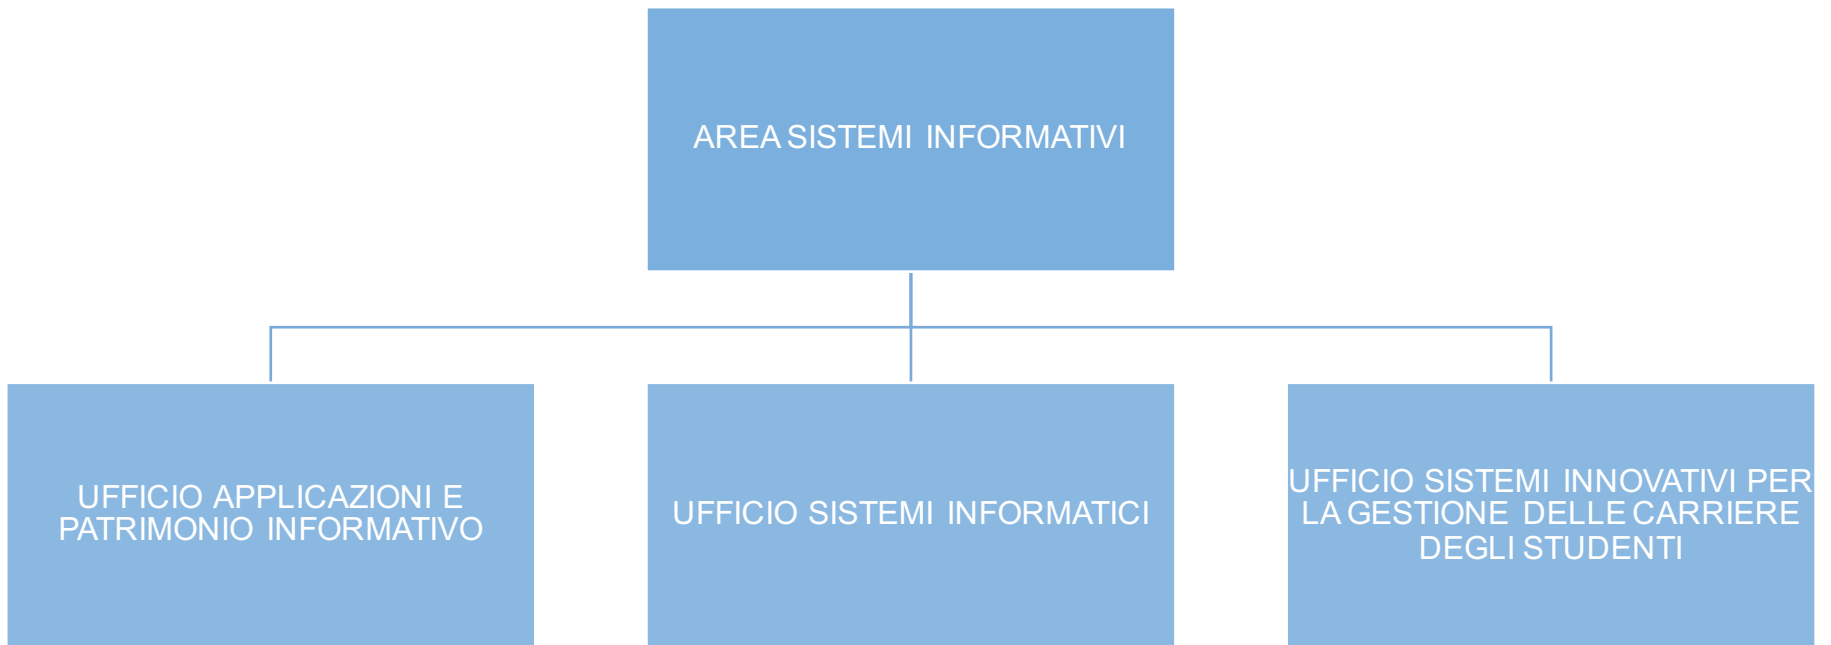 AREA SISTEMI INFORMATIVI
UFFICIO APPLICAZIONI E
PATRIMONIO INFORMATIVO
UFFICIO SISTEMI INFORMATICI
UFFICIO SISTEMI INNOVATIVI PER
LA GESTIONE DELLE CARRIERE
DEGLI STUDENTI